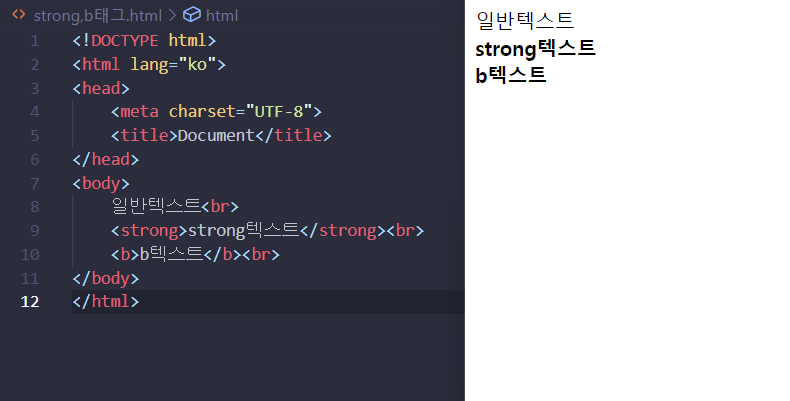 strong,b태그.html > html
1 <!DOCTYPE html>
2 <html lang="ko">
3 <head>
4 <meta charset="UTF-8">
5 <title>Document</title>
6 </head>
7 <body>
8 일반텍스트<br>
9 <strong>strong텍스트</strong><br>
10 <b>b텍스트</b><br>
11 </body>
12 </html>
일반텍스트
strong텍스트
b텍스트